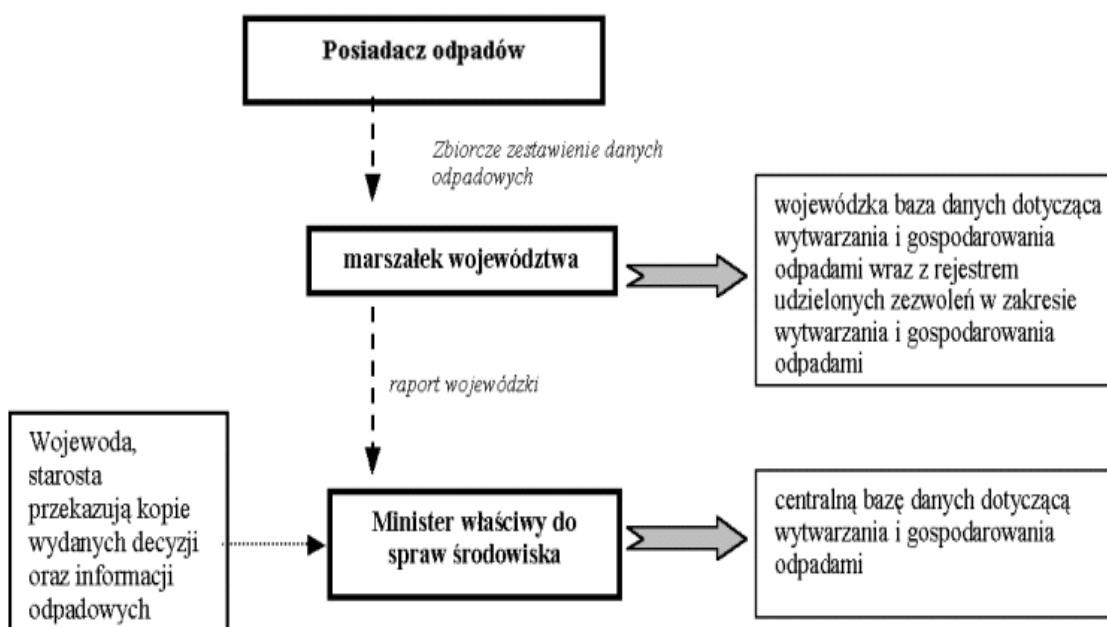 Posiadacz odpadów
Zbiorcze zestawienie danych
odpadowych
marszałek województwa
wojewódzka baza danych dotycząca
wytwarzania i gospodarowania
odpadami wraz z rejestrem
udzielonych zezwoleń w zakresie
wytwarzania i gospodarowania
odpadami
raport wojewódzki
Wojewoda,
starosta
przekazują kopie
wydanych decyzji
oraz informacji
odpadowych
Minister właściwy do
spraw środowiska
centralną bazę danych dotyczącą
wytwarzania i gospodarowania
odpadami